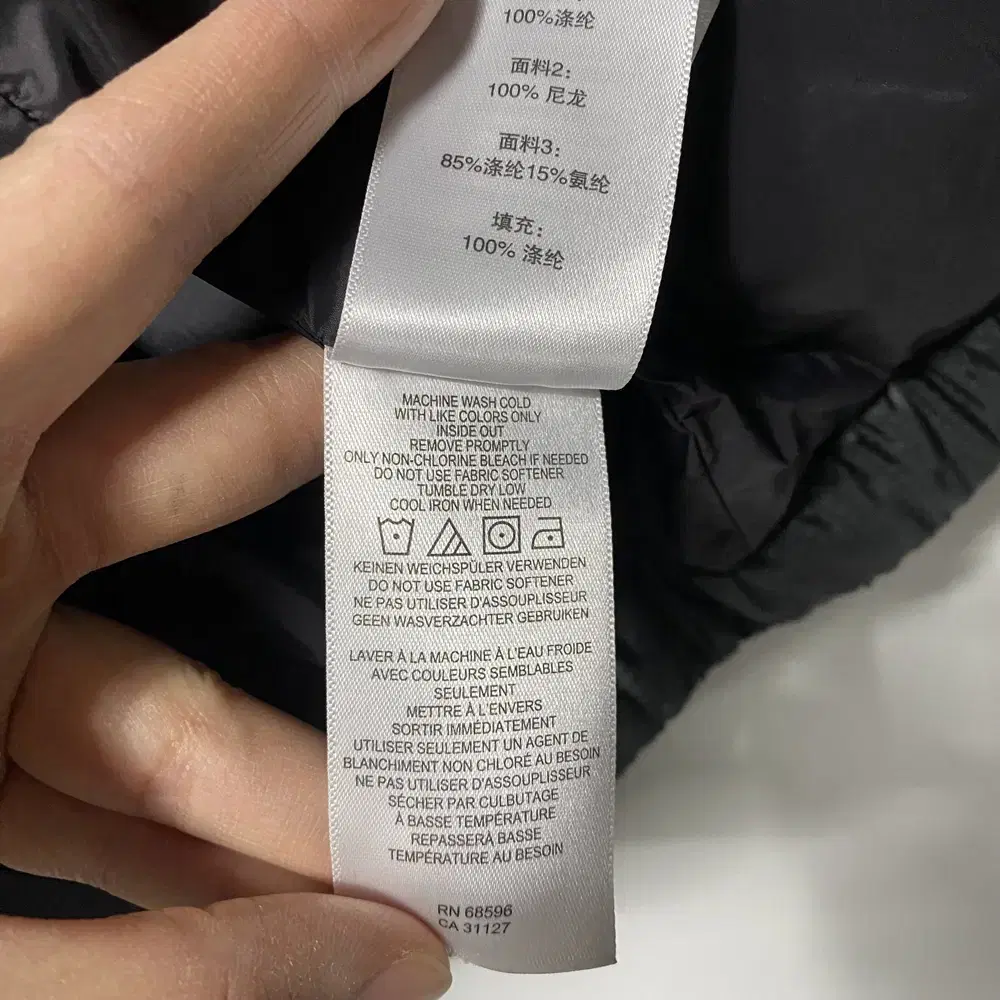 100%涤纶
面料2:
100% 尼龙
面料3:
85%涤纶15%氨纶
填充:
100% 涤纶
MACHINE WASH COLD
WITH LIKE COLORS ONLY
INSIDE OUT
REMOVE PROMPTLY
ONLY NON-CHLORINE BLEACH IF NEEDED
DO NOT USE FABRIC SOFTENER
TUMBLE DRY LOW
COOL IRON WHEN NEEDED
KEINEN WEICHSPÜLER VERWENDEN
DO NOT USE FABRIC SOFTENER
NE PAS UTILISER D'ASSOUPLISSEUR
GEEN WASVERZACHTER GEBRUIKEN
LAVER À LA MACHINE À L'EAU FROIDE
AVEC COULEURS SEMBLABLES
SEULEMENT
METTRE À L'ENVERS
SORTIR IMMÉDIATEMENT
UTILISER SEULEMENT UN AGENT DE
BLANCHIMENT NON CHLORÉ AU BESOIN
NE PAS UTILISER D'ASSOUPLISSEUR
SÉCHER PAR CULBUTAGE
À BASSE TEMPÉRATURE
REPASSERÀ BASSE
TEMPÉRATURE AU BESOIN
RN 68596
CA 31127